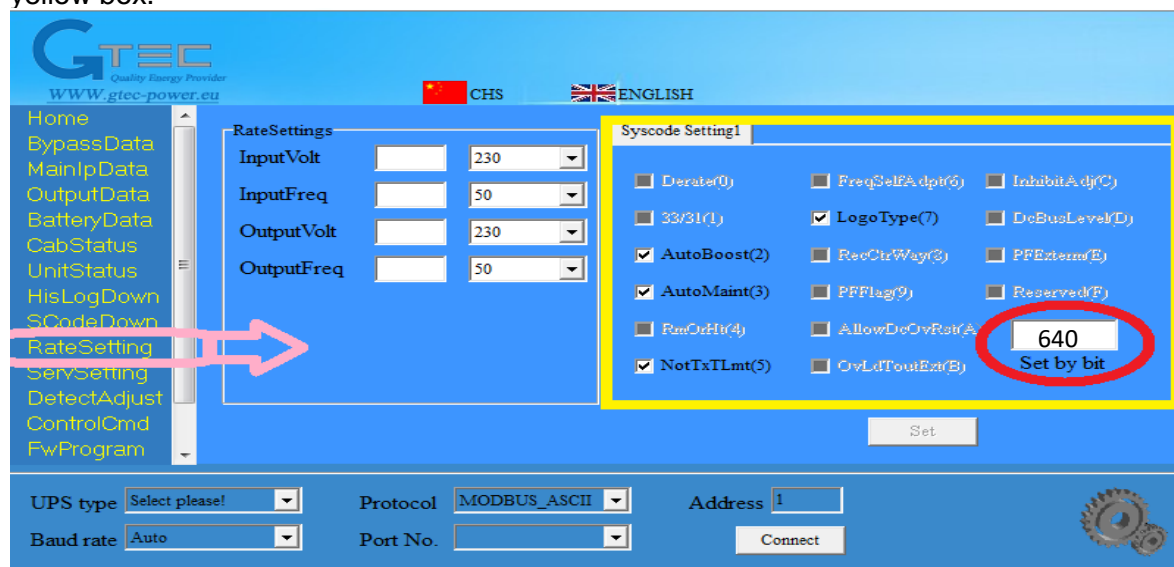 yellow box.
GTEC
Quality Energy Provider
WWW.gtec-power.eu
CHS
ENGLISH
Home
BypassData
MainIpData
OutputData
BatteryData
CabStatus
UnitStatus
HisLogDown
SCodeDown
RateSetting
ServSetting
DetectAdjust
ControlCmd
FwProgram
RateSettings
InputVolt 230
InputFreq 50
OutputVolt 230
OutputFreq 50
Syscode Setting1
Derate(0) FreqSelfAdpt(6) InhibitAdj(C)
33/31(1) LogoType(7) DcBusLevel(D)
AutoBoost(2) RecCtrWay(8) PFExterm(E)
AutoMaint(3) PFFlag(9) Reserved(F)
RmOrHt(4) AllowDcOvRst(A 640
NotTxTLmt(5) OvLdToutExt(B) Set by bit
Set
UPS type Select please! Protocol MODBUS_ASCII Address 1
Baud rate Auto Port No. Connect